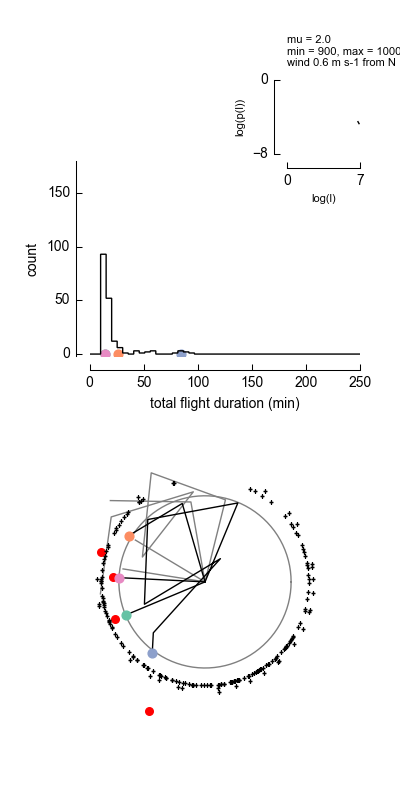 mu = 2.0
min = 900, max = 1000
wind 0.6 m s-1 from N
0
log(p(l))
−8
0 7
log(l)
150
100
50
0
count
0 50 100 150 200 250
total flight duration (min)